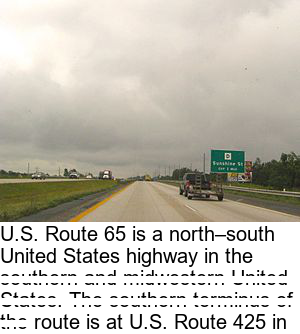 Sunshine St
U.S. Route 65 is a north–south
United States highway in the
southern and midwestern United
States. The southern terminus of
the route is at U.S. Route 425 in